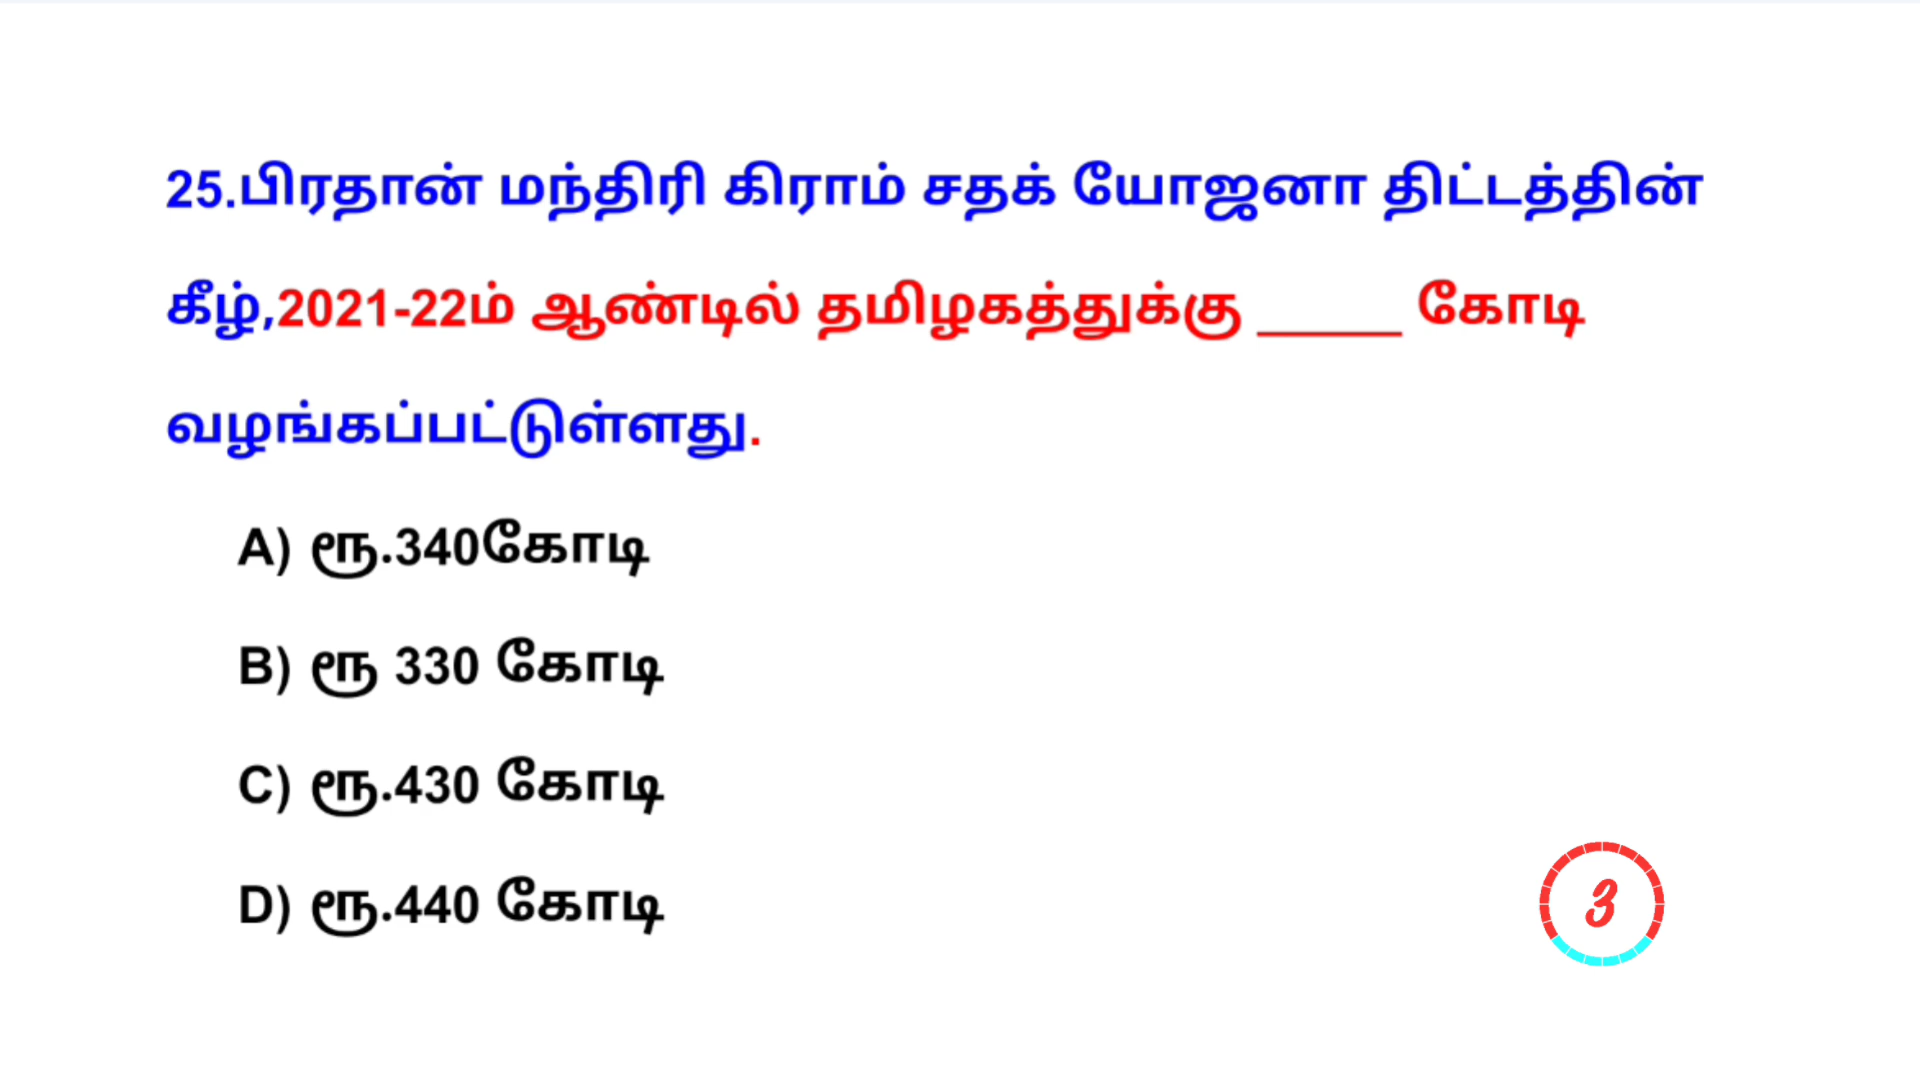 25.பிரதான் மந்திரி கிராம் சதக் யோஜனா திட்டத்தின்
கீழ்,2021-22ம் ஆண்டில் தமிழகத்துக்கு _____ கோடி
வழங்கப்பட்டுள்ளது.
A) ரூ.340கோடி
B) ரூ 330 கோடி
C) ரூ.430 கோடி
D) ரூ.440 கோடி
3